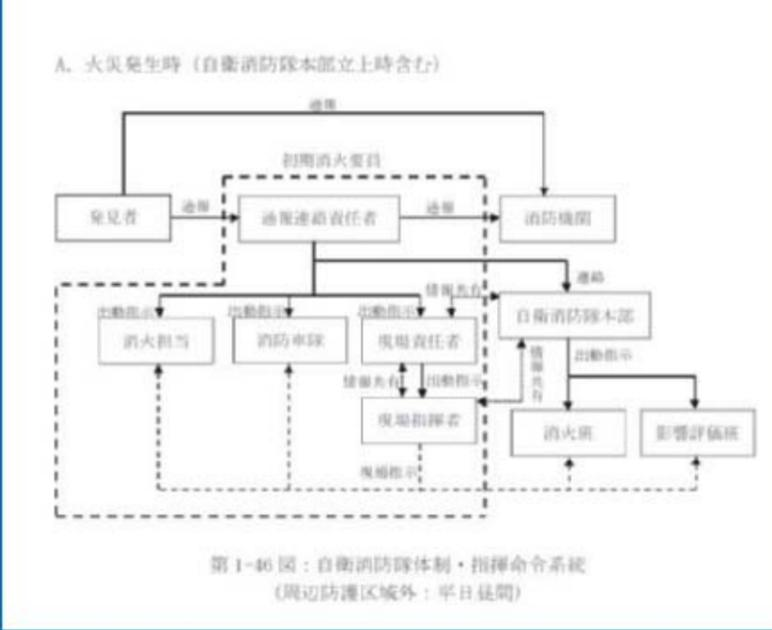 A. 火災発生時（自衛消防隊本部立上時含む）
通報
初期消火要員
発見者
通報
通報連絡責任者
通報
消防機関
連絡
情報共有
自衛消防隊本部
出動指示
出動指示
出動指示
消火担当
消防車隊
現場責任者
情報共有
出動指示
情報共有
出動指示
現場指揮者
消火班
影響評価班
現場指示
第1-46図：自衛消防隊体制・指揮命令系統
(周辺防護区域外：平日昼間)